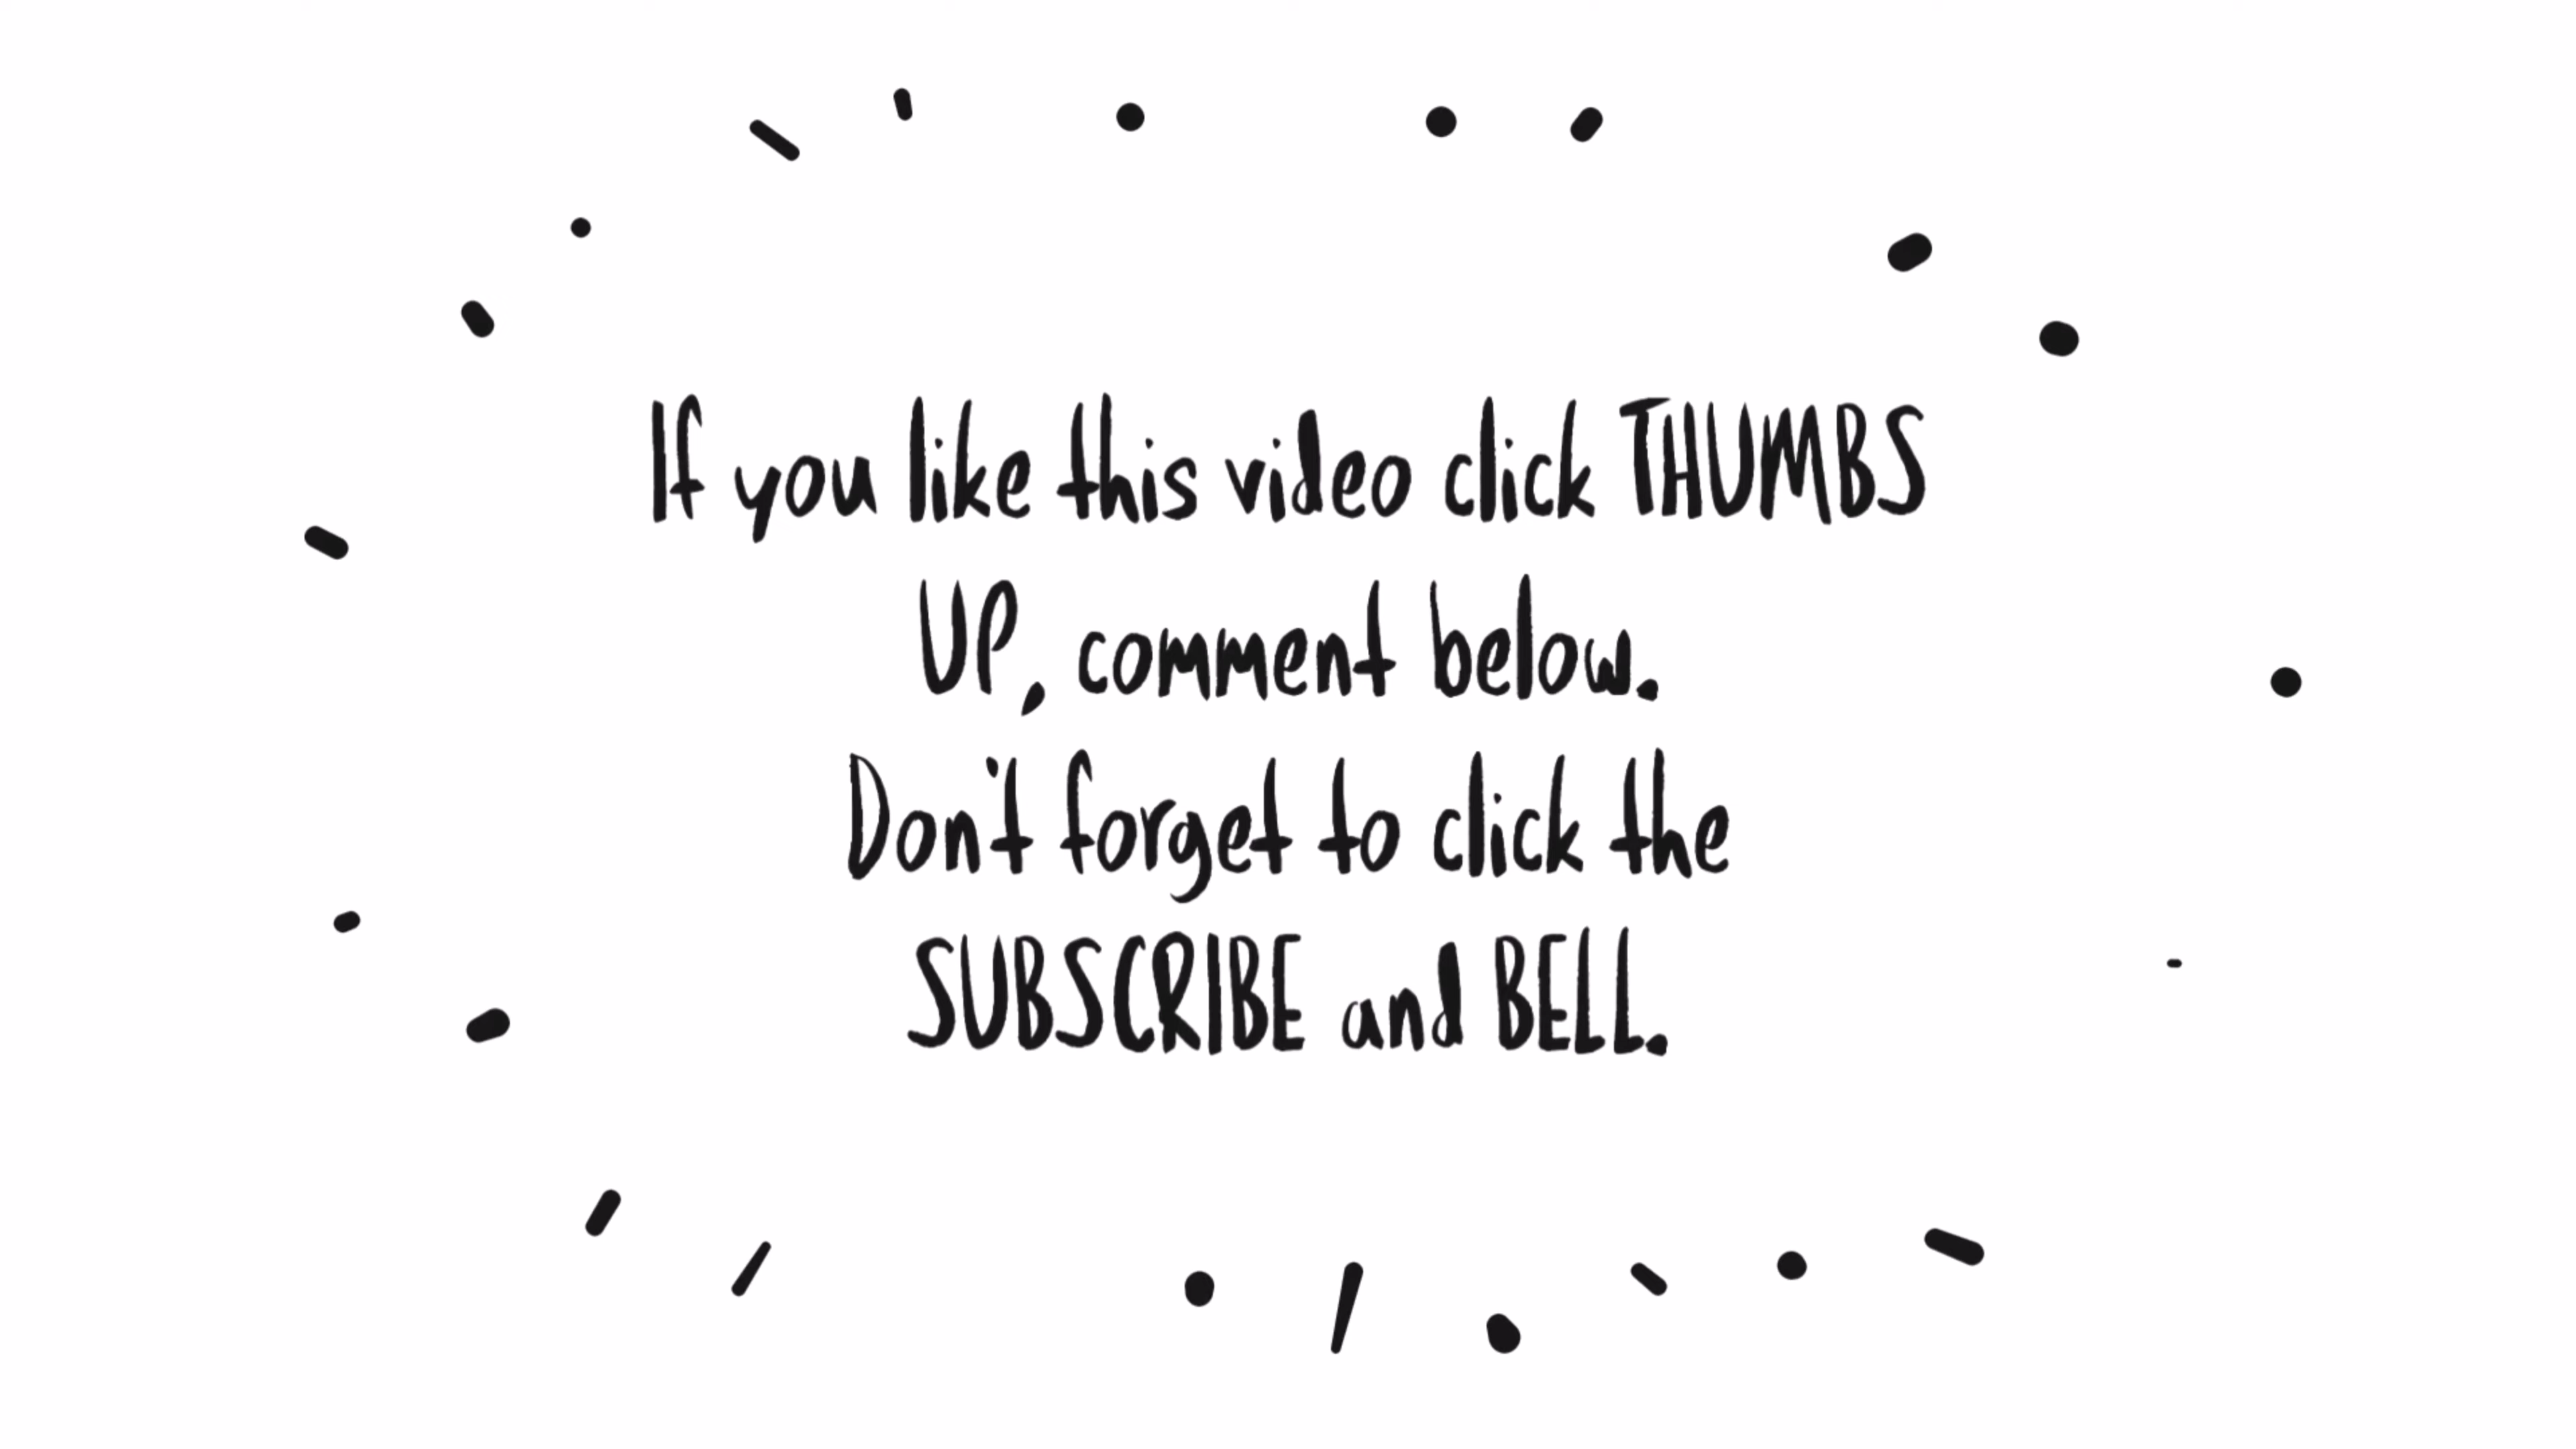 If you like this video click THUMBS
UP, comment below.
Don't forget to click the
SUBSCRIBE and BELL.